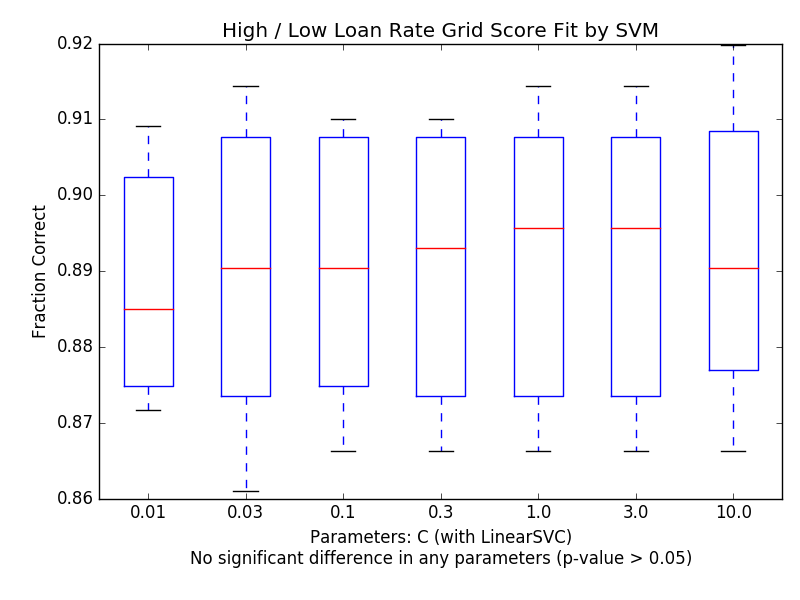 High / Low Loan Rate Grid Score Fit by SVM
0.92
0.91
0.90
0.89
0.88
0.87
0.86
Fraction Correct
0.01 0.03 0.1 0.3 1.0 3.0 10.0
Parameters: C (with LinearSVC)
No significant difference in any parameters (p-value > 0.05)